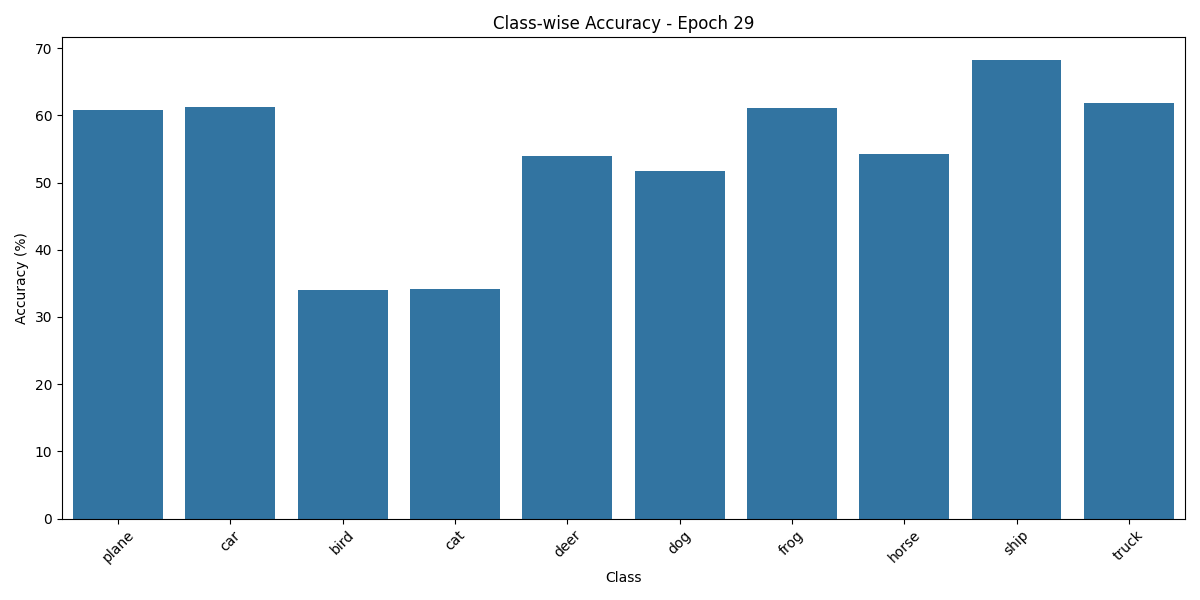 Class-wise Accuracy - Epoch 29
Accuracy (%)
70
60
50
40
30
20
10
0
plane
car
bird
cat
deer
dog
frog
horse
ship
truck
Class